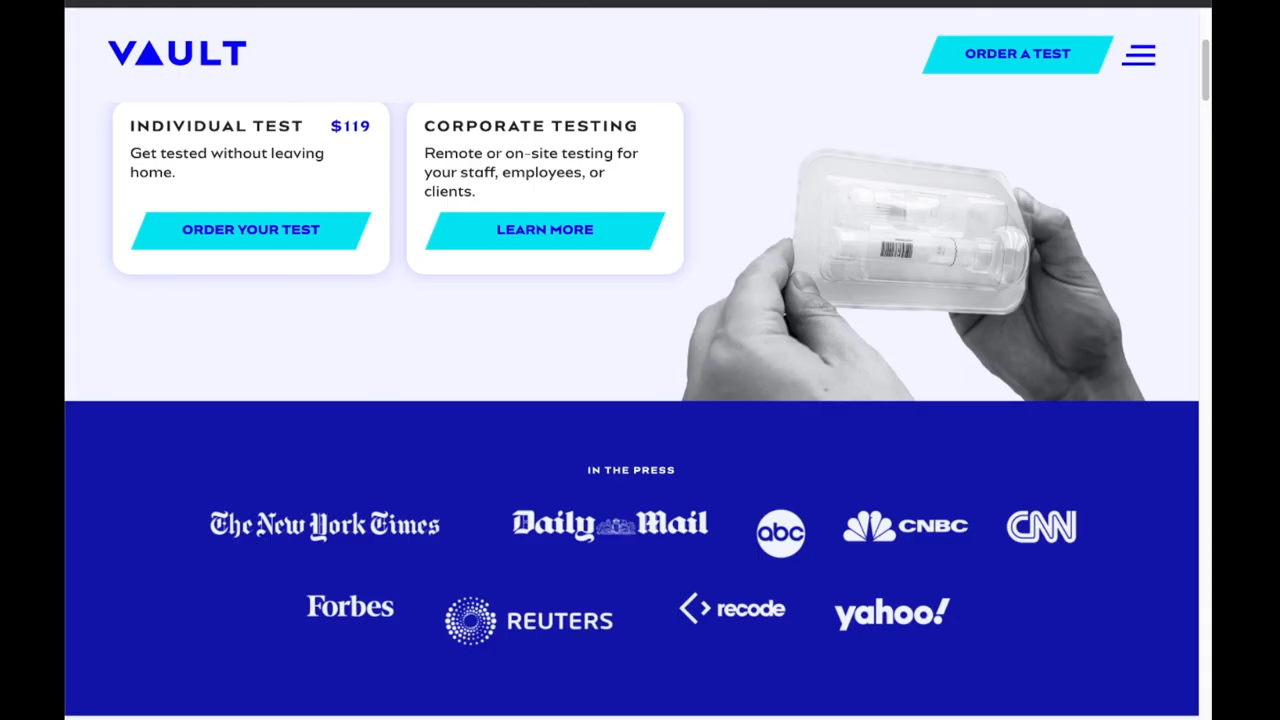 VAULT
ORDER A TEST
INDIVIDUAL TEST $119
Get tested without leaving
home.
ORDER YOUR TEST
CORPORATE TESTING
Remote or on-site testing for
your staff, employees, or
clients.
LEARN MORE
IN THE PRESS
The New York Times
Daily Mail
abc
CNBC
CNN
Forbes
REUTERS
recode
yahoo!